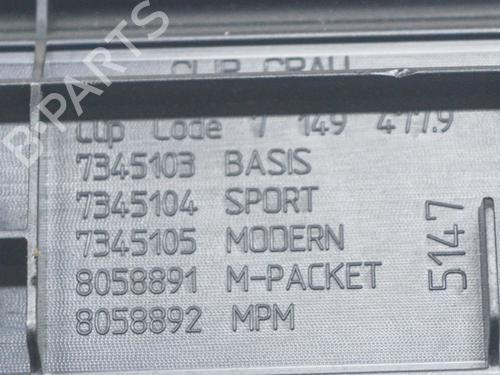 CLIP GRAU
Clip Code 7 149 477.9
7345103 BASIS
7345104 SPORT
7345105 MODERN
8058891 M-PACKET
8058892 MPM
5147
B-PARTS